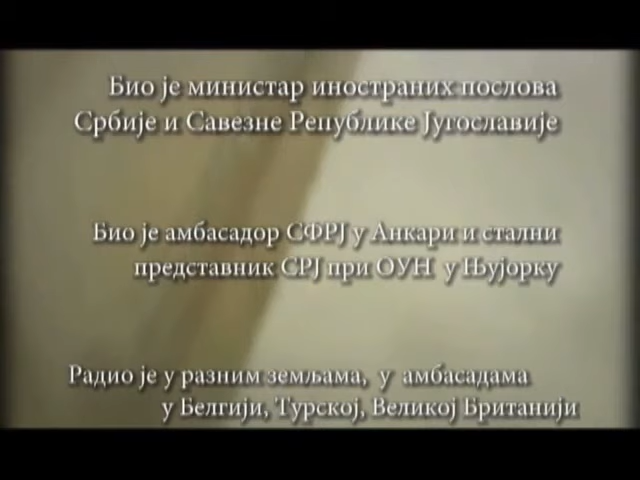 Био је министар иностраних послова
Србије и Савезне Републике Југославије
Био је амбасадор СФРЈ у Анкари и стални
представник СРЈ при ОУН у Њујорку
Радио је у разним земљама, у амбасадама
у Белгији, Турској, Великој Британији